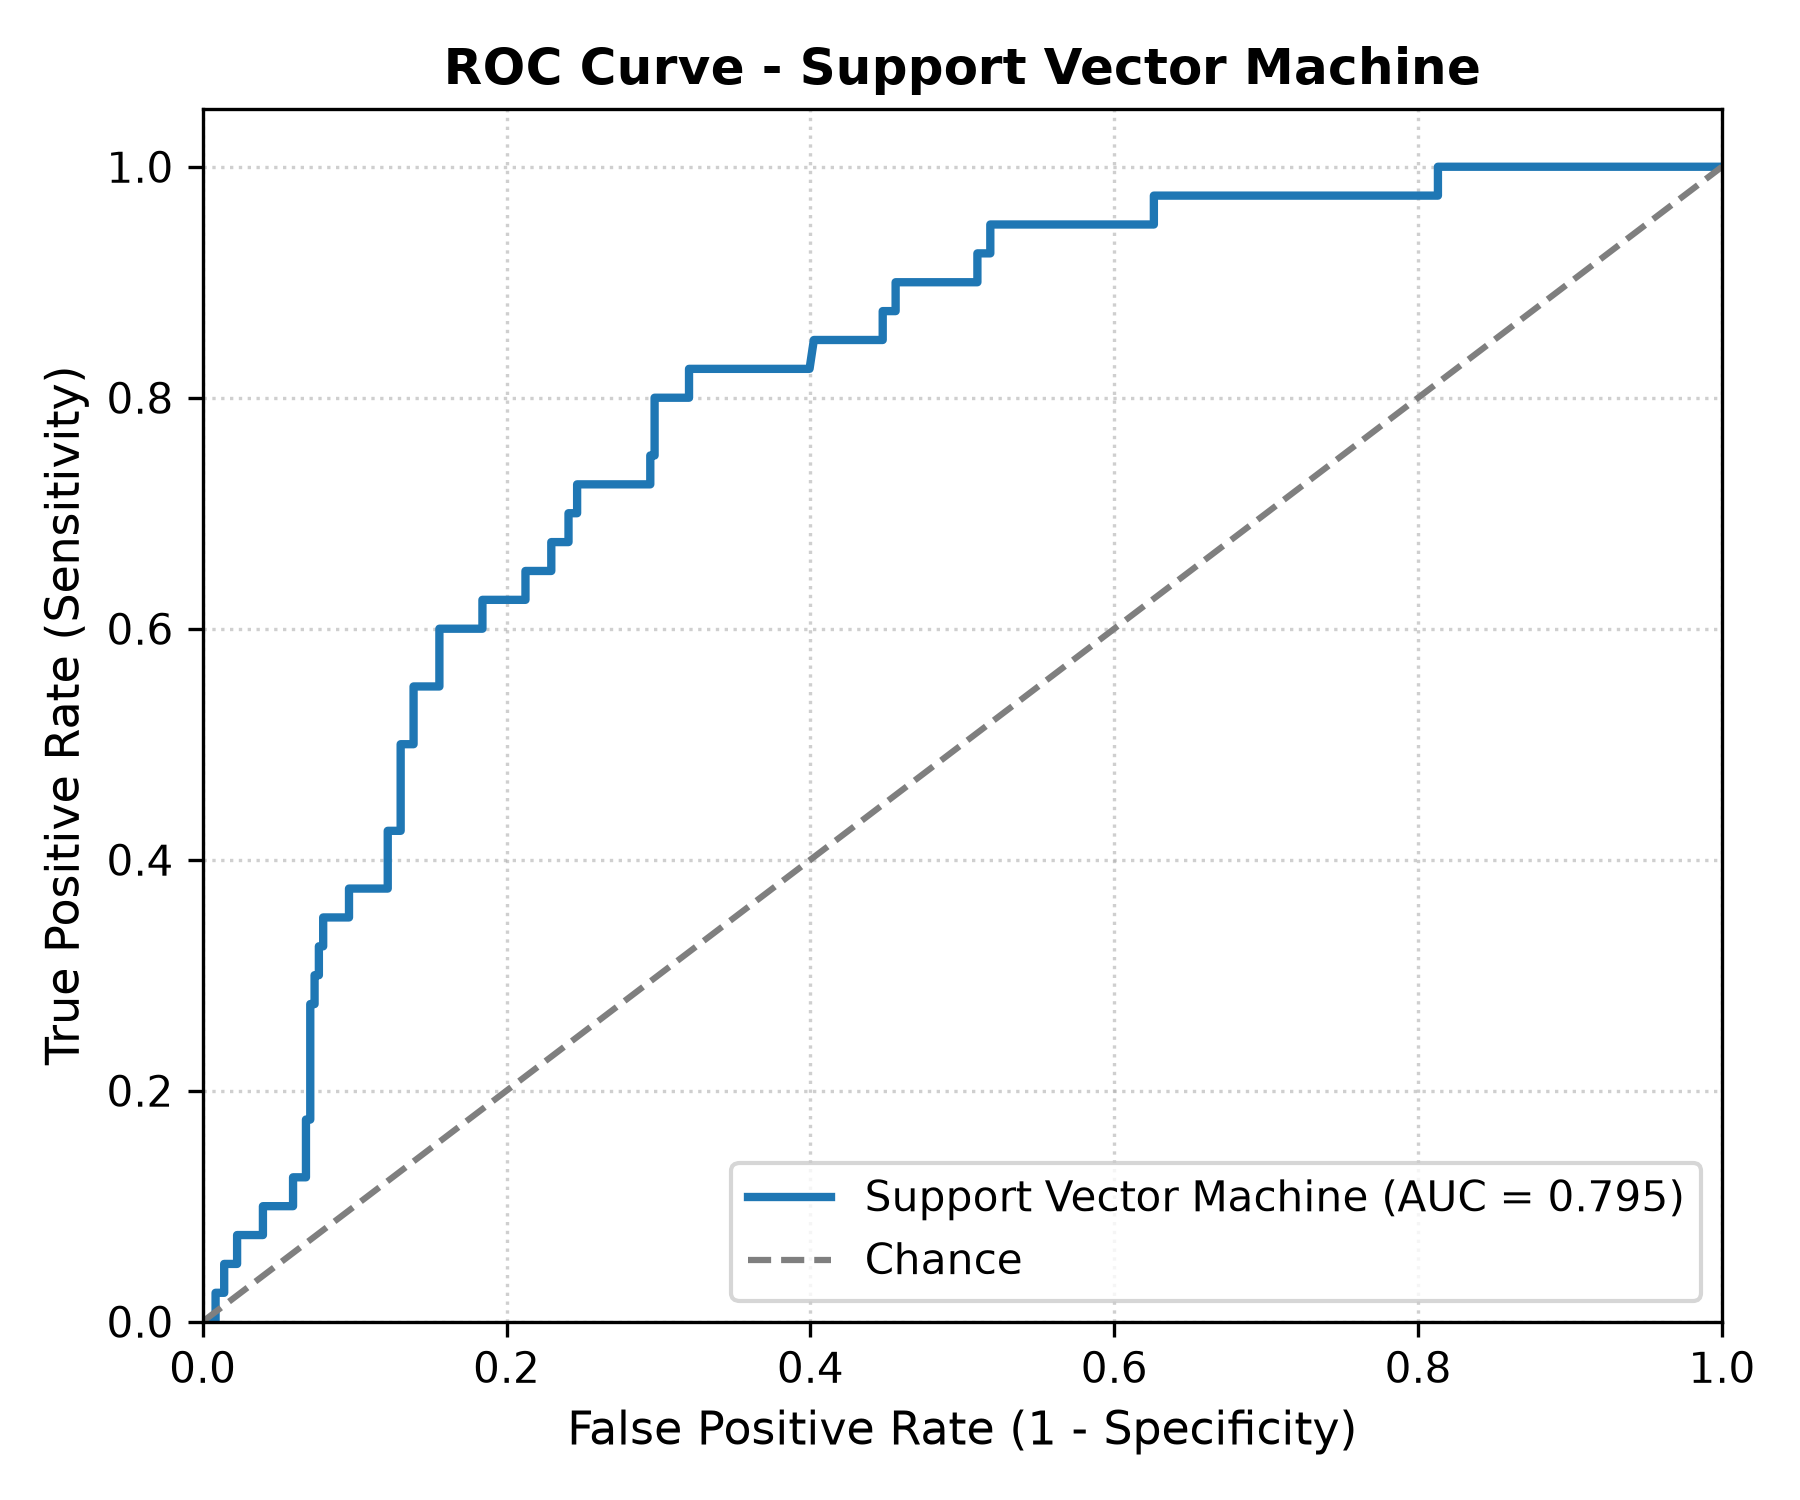 ROC Curve - Support Vector Machine
True Positive Rate (Sensitivity)
1.0
0.8
0.6
0.4
0.2
0.0
Support Vector Machine (AUC = 0.795)
Chance
0.0 0.2 0.4 0.6 0.8 1.0
False Positive Rate (1 - Specificity)